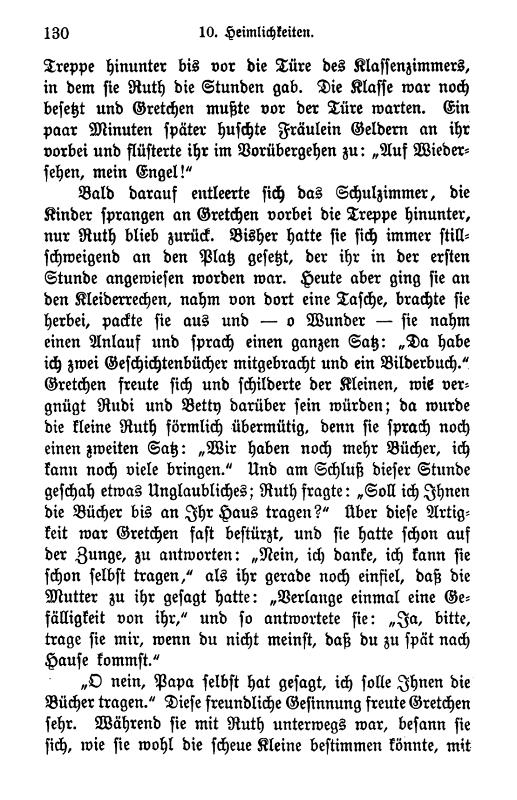 130 10. Heimlichkeiten.
Treppe hinunter bis vor die Türe des Klassenzimmers,
in dem sie Ruth die Stunden gab. Die Klasse war noch
besetzt und Gretchen mußte vor der Türe warten. Ein
paar Minuten später huschte Fräulein Geldern an ihr
vorbei und flüsterte ihr im Vorübergehen zu: „Auf Wieder-
sehen, mein Engel!“
Bald darauf entleerte sich das Schulzimmer, die
Kinder sprangen an Gretchen vorbei die Treppe hinunter,
nur Ruth blieb zurück. Bisher hatte sie sich immer still-
schweigend an den Platz gesetzt, der ihr in der ersten
Stunde angewiesen worden war. Heute aber ging sie an
den Kleiderrechen, nahm von dort eine Tasche, brachte sie
herbei, packte sie aus und — o Wunder — sie nahm
einen Anlauf und sprach einen ganzen Satz: „Da habe
ich zwei Geschichtenbücher mitgebracht und ein Bilderbuch.“
Gretchen freute sich und schilderte der Kleinen, wie ver-
gnügt Rudi und Betty darüber sein würden; da wurde
die kleine Ruth förmlich übermütig, denn sie sprach noch
einen zweiten Satz: „Wir haben noch mehr Bücher, ich
kann noch viele bringen.“ Und am Schluß dieser Stunde
geschah etwas Unglaubliches; Ruth fragte: „Soll ich Ihnen
die Bücher bis an Ihr Haus tragen?“ Über diese Artig-
keit war Gretchen fast bestürzt, und sie hatte schon auf
der Zunge, zu antworten: „Nein, ich danke, ich kann sie
schon selbst tragen,“ als ihr gerade noch einfiel, daß die
Mutter zu ihr gesagt hatte: „Verlange einmal eine Ge-
fälligkeit von ihr,“ und so antwortete sie: „Ja, bitte,
trage sie mir, wenn du nicht meinst, daß du zu spät nach
Hause kommst.“
„O nein, Papa selbst hat gesagt, ich solle Ihnen die
Bücher tragen.“ Diese freundliche Gesinnung freute Gretchen
sehr. Während sie mit Ruth unterwegs war, besann sie
sich, wie sie wohl die scheue Kleine bestimmen könnte, mit